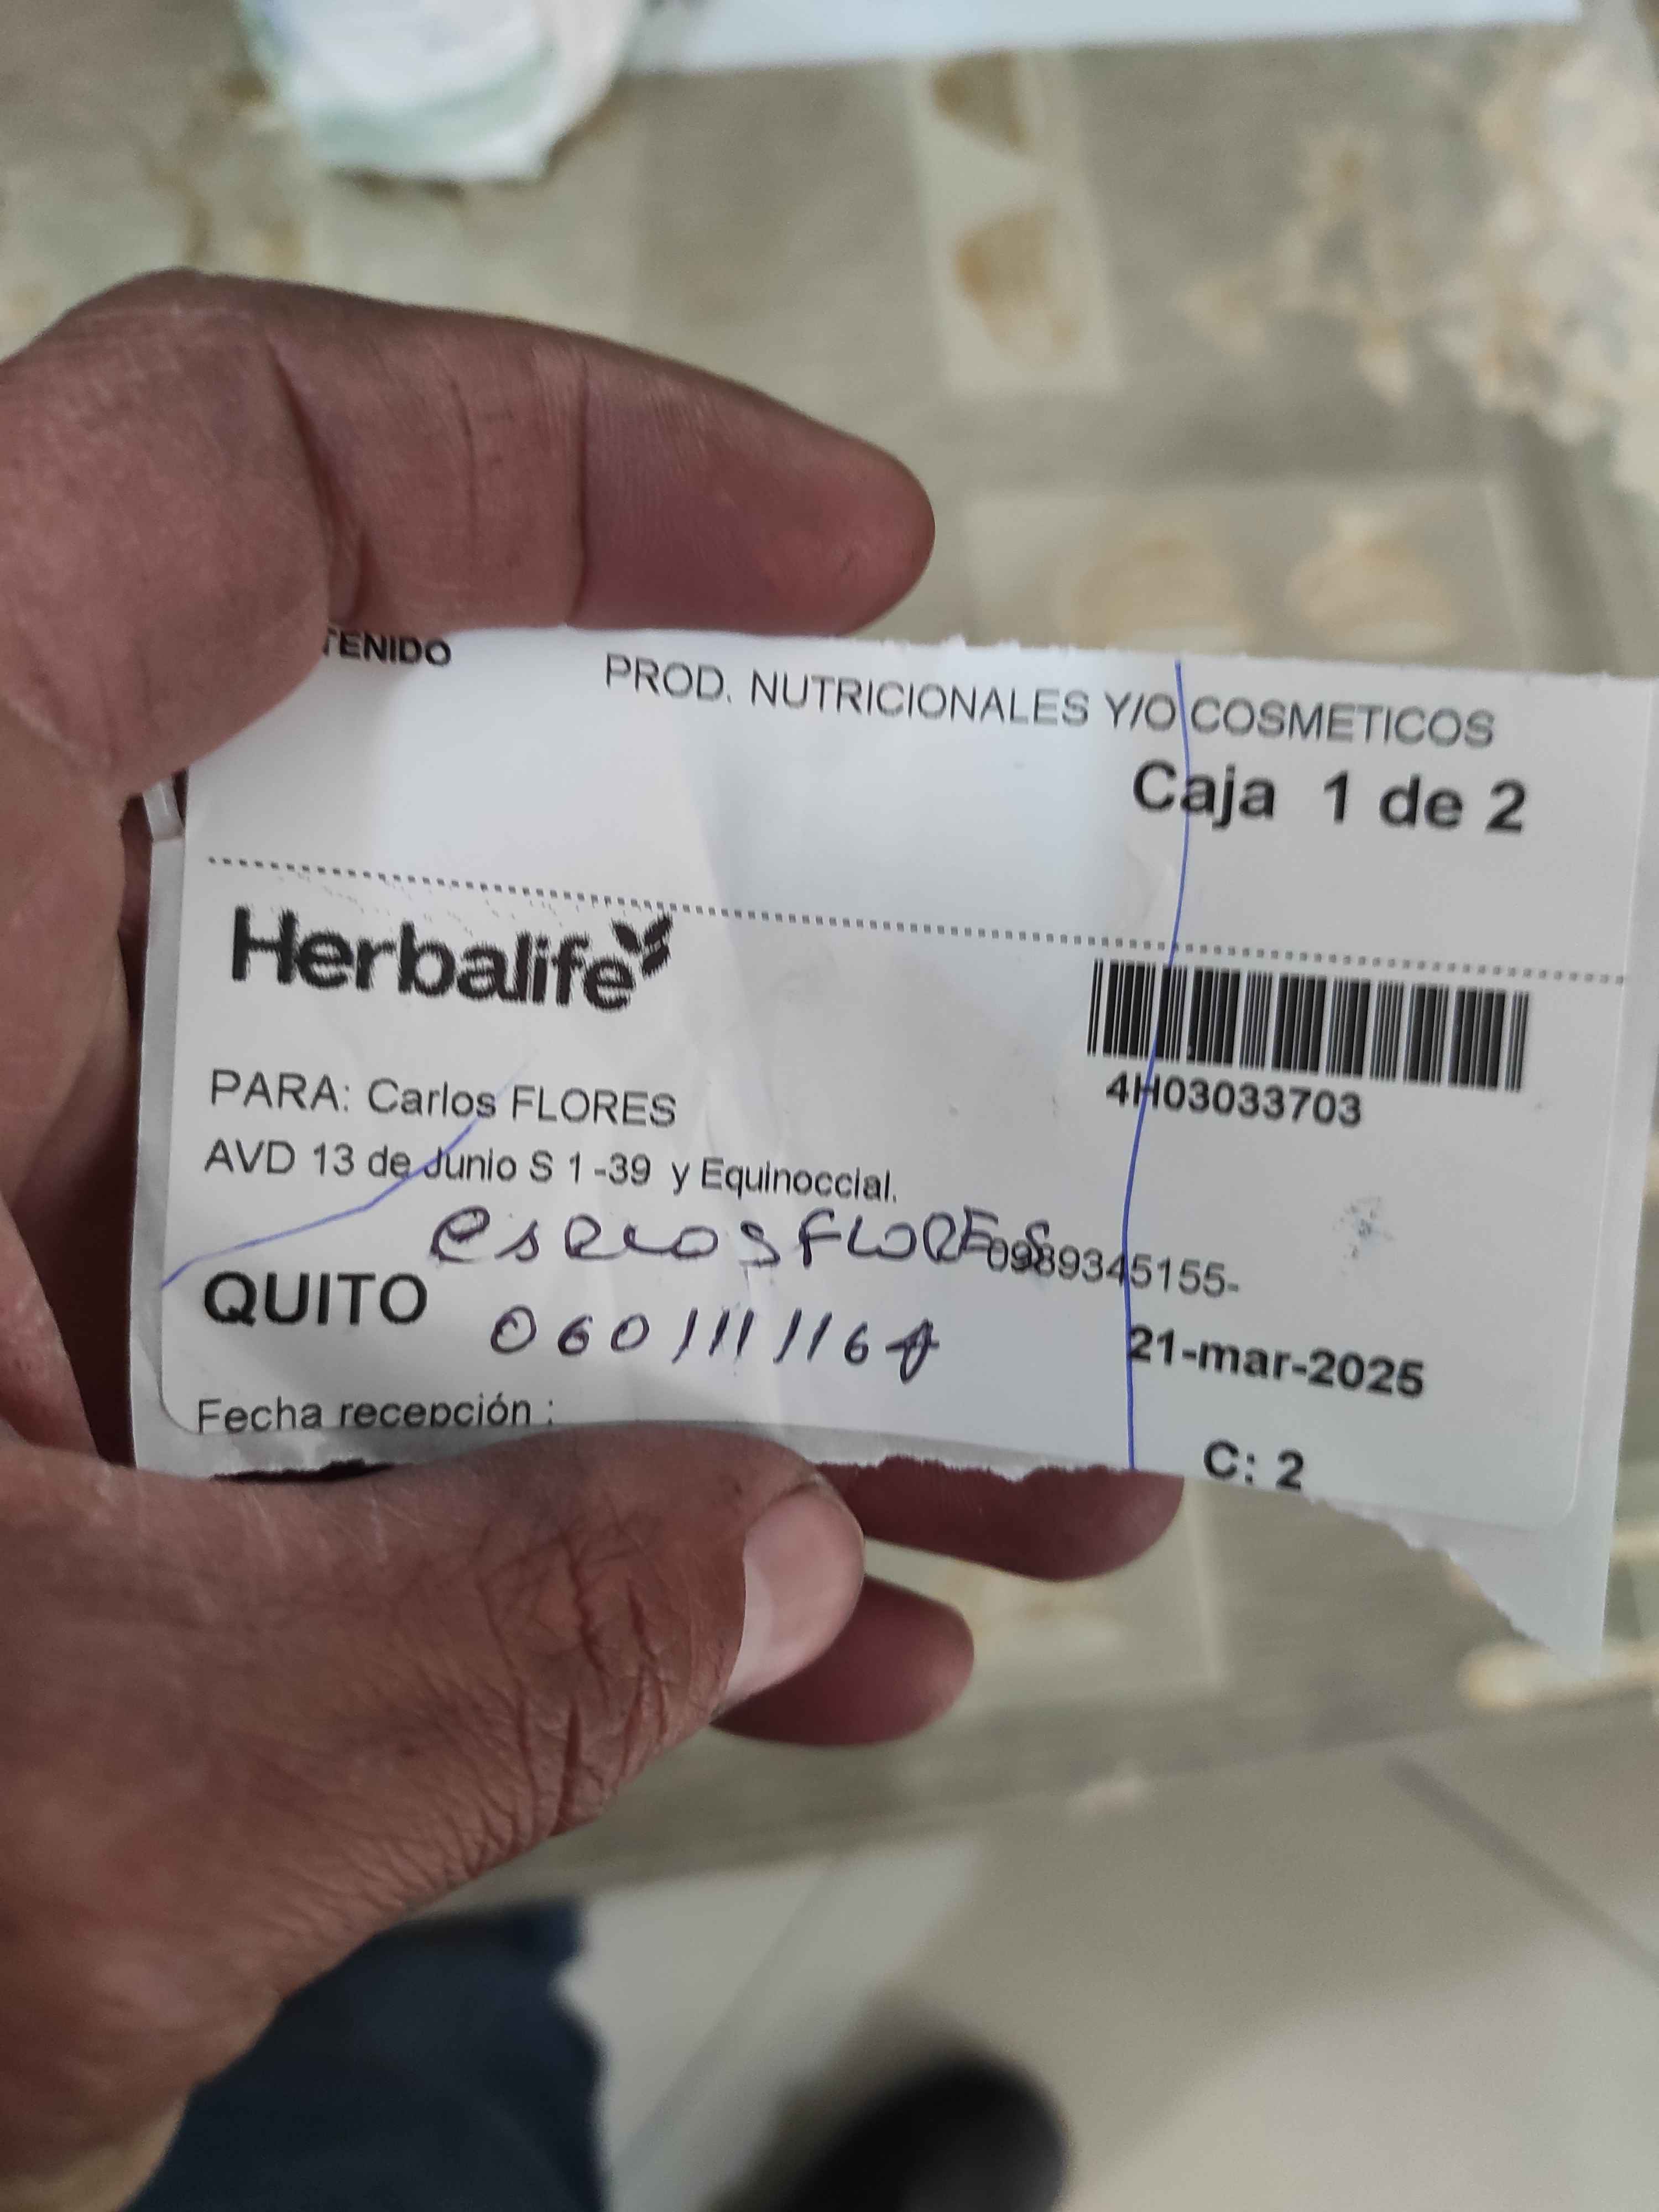 TENIDO PROD. NUTRICIONALES Y/O COSMETICOS
Caja 1 de 2
Herbalife
4H03033703
PARA: Carlos FLORES
AVD 13 de Junio S 1-39 y Equinoccial.
FLORES 0989345155-
QUITO
21-mar-2025
Fecha recepción :
C: 2